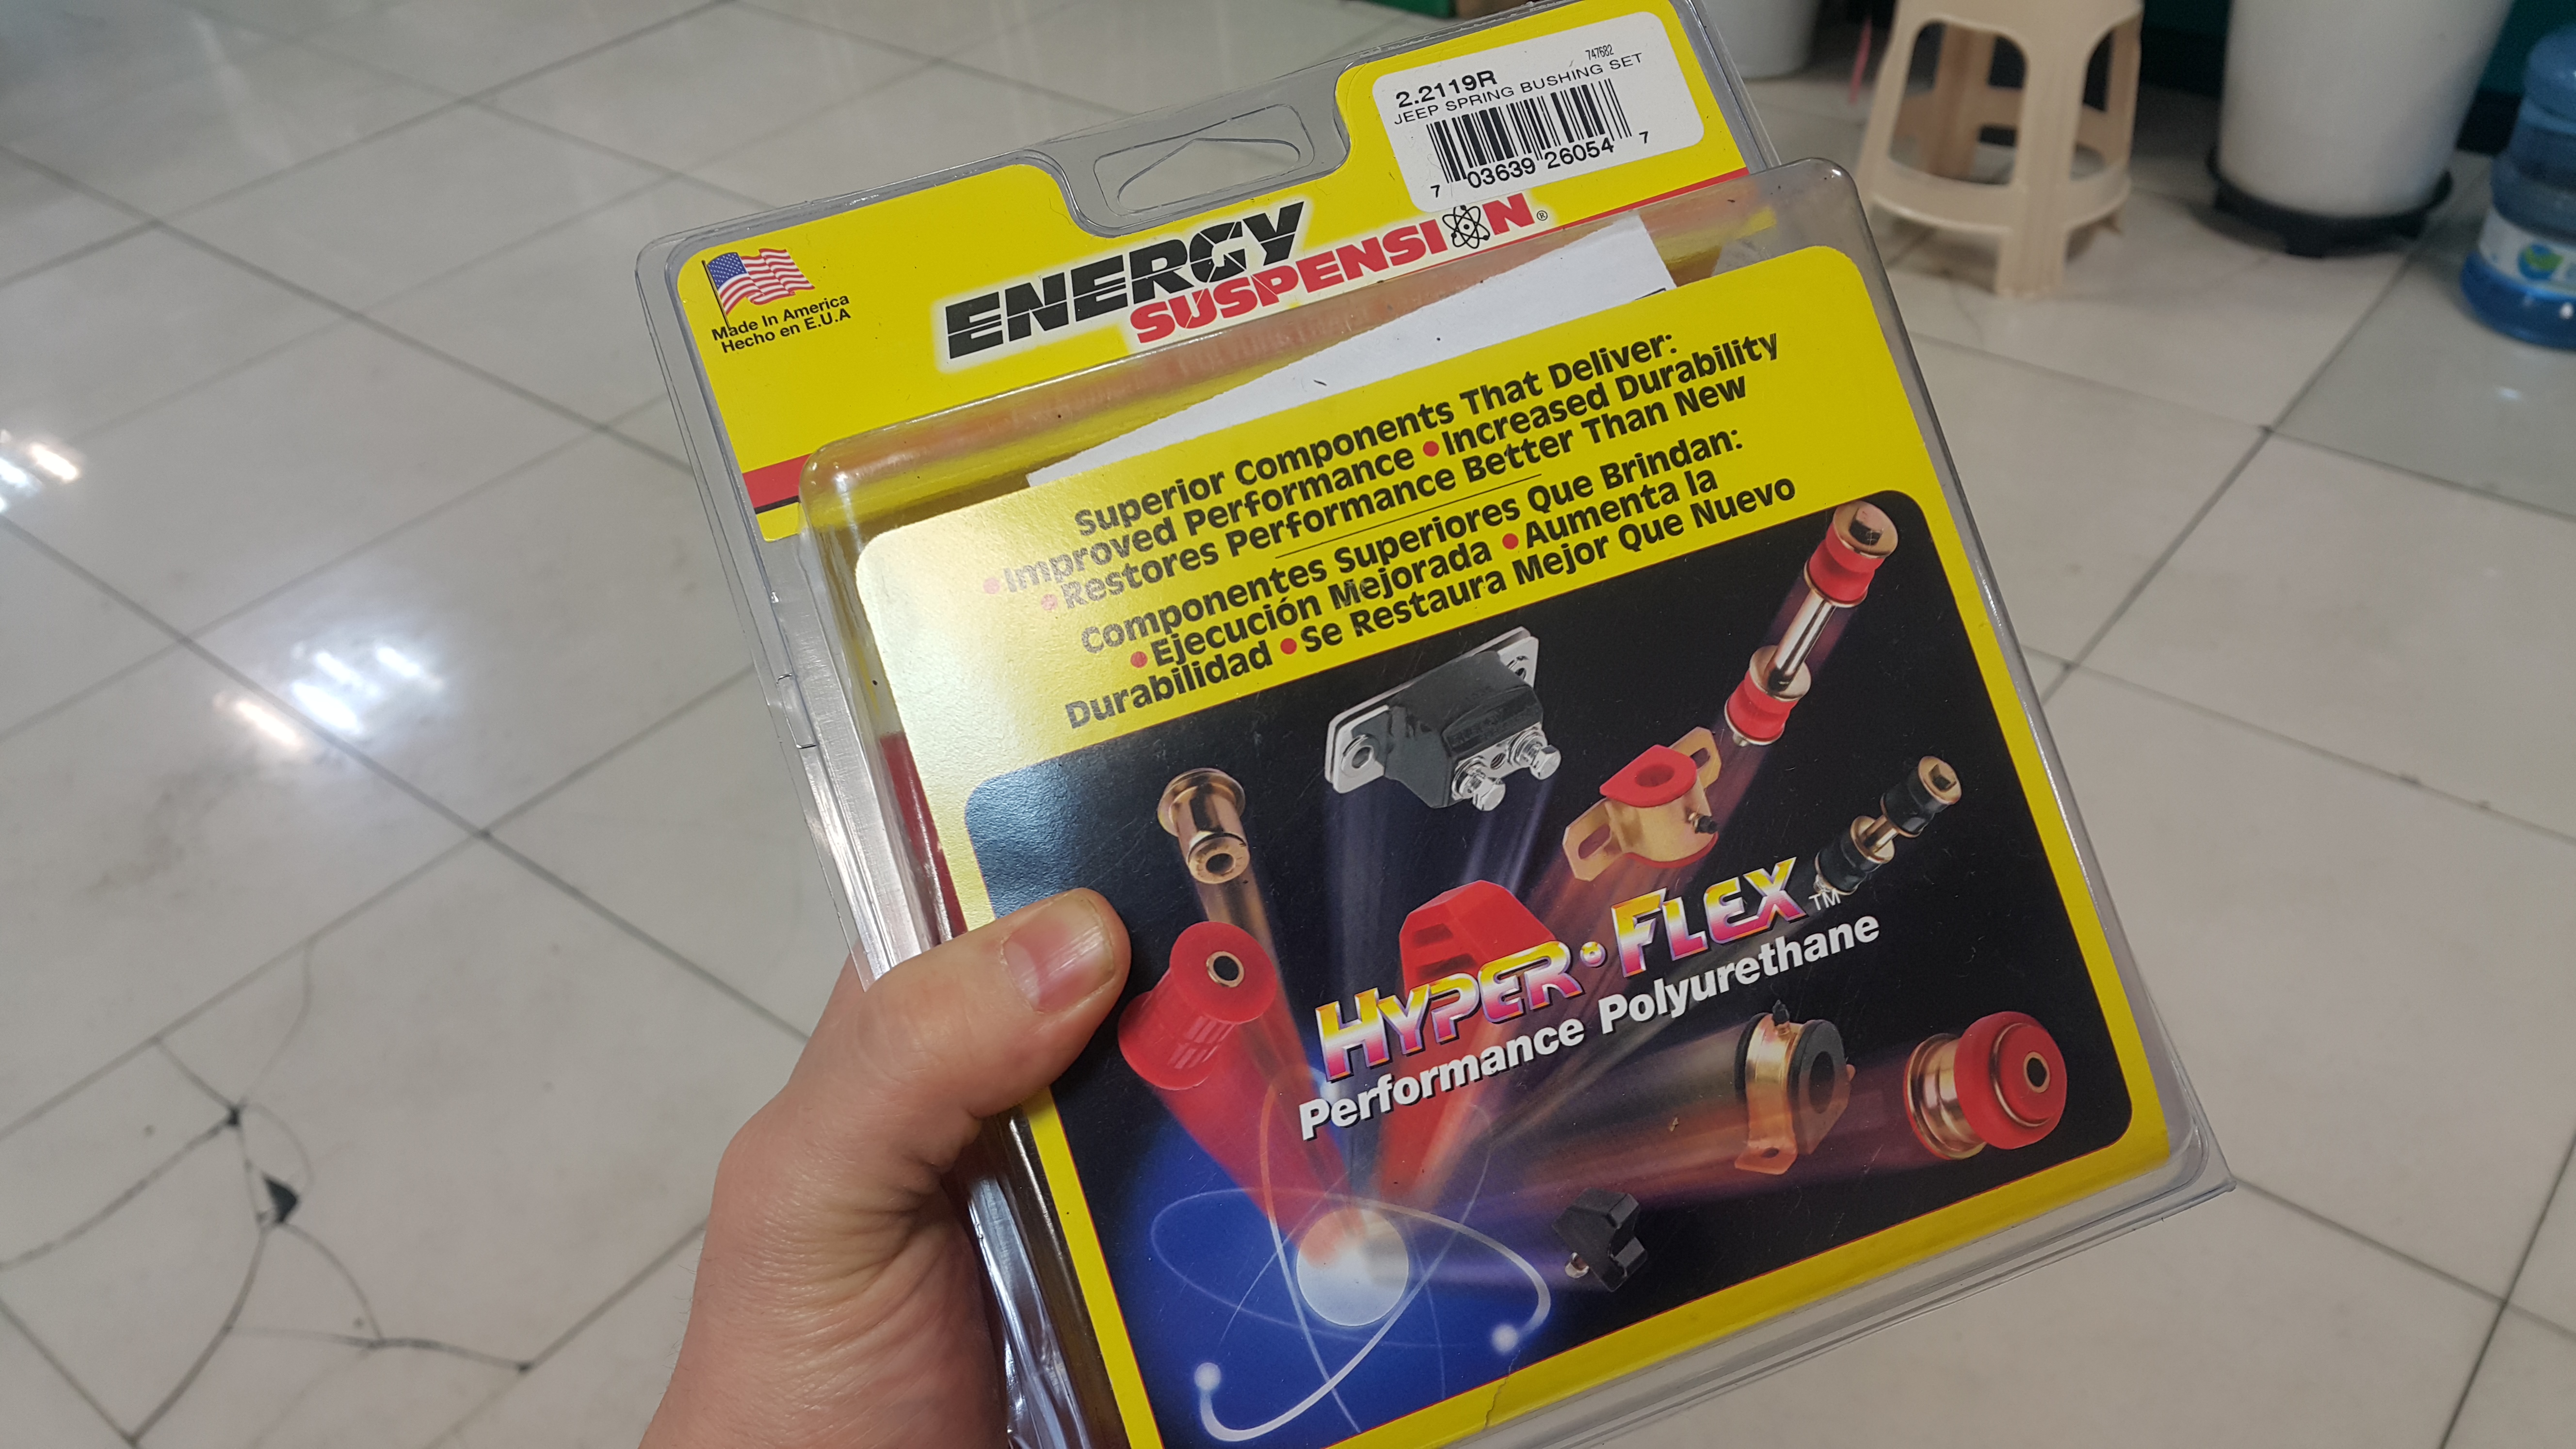 747682
2.2119R
JEEP SPRING BUSHING SET
7 03639 26054 7
Made In America
Hecho en E.U.A
ENERGY
SUSPENSION®
Superior Components That Deliver:
•Improved Performance •Increased Durability
•Restores Performance Better Than New
Componentes Superiores Que Brindan:
•Ejecución Mejorada •Aumenta la
Durabilidad •Se Restaura Mejor Que Nuevo
HYPER•FLEX™
Performance Polyurethane